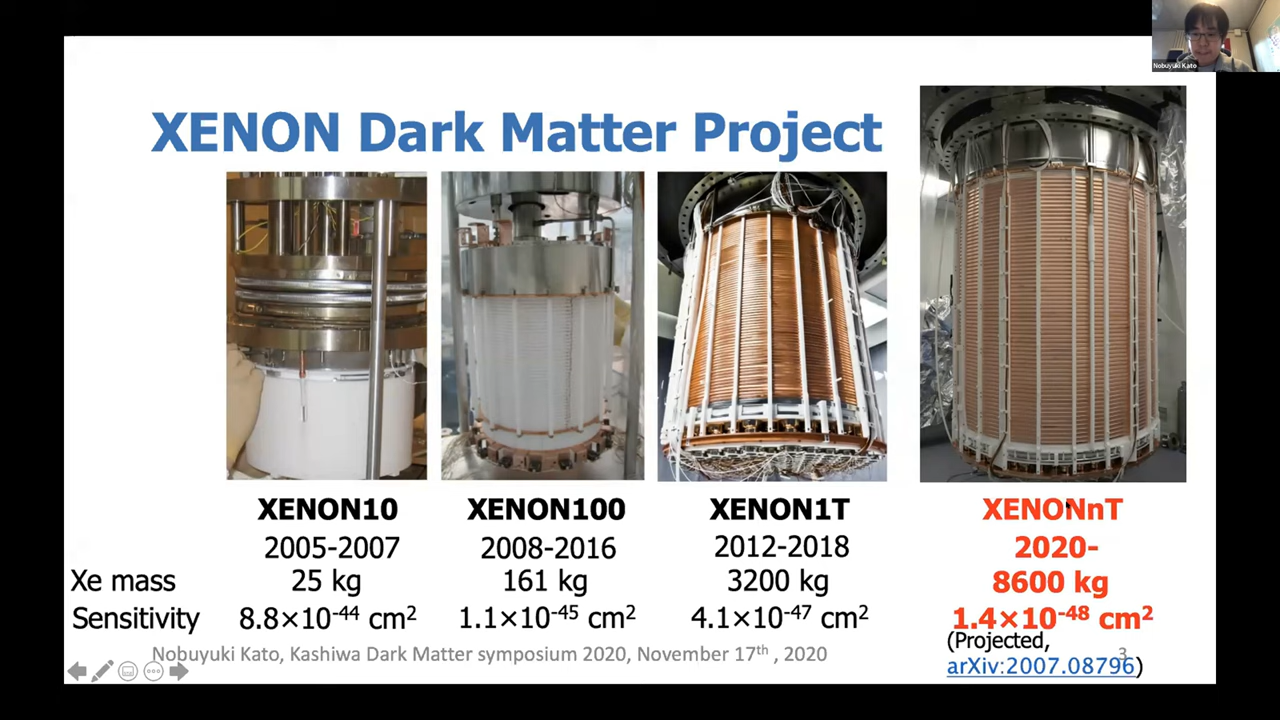 Nobuyuki Kato
XENON Dark Matter Project
XENON10 XENON100 XENON1T XENONnT
2005-2007 2008-2016 2012-2018 2020-
Xe mass 25 kg 161 kg 3200 kg 8600 kg
Sensitivity 8.8×10⁻⁴⁴ cm² 1.1×10⁻⁴⁵ cm² 4.1×10⁻⁴⁷ cm² 1.4×10⁻⁴⁸ cm²
(Projected,
arXiv:2007.08796)
Nobuyuki Kato, Kashiwa Dark Matter symposium 2020, November 17th , 2020
3